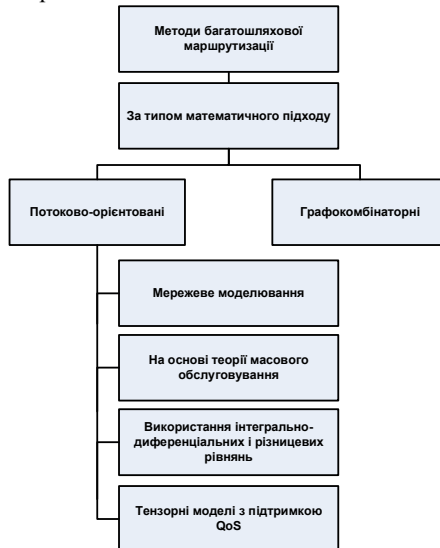 Методи багатошляхової
маршрутизації
За типом математичного підходу
Потоково-орієнтовані
Графокомбінаторні
Мережеве моделювання
На основі теорії масового
обслуговування
Використання інтегрально-
диференціальних і різницевих
рівнянь
Тензорні моделі з підтримкою
QoS